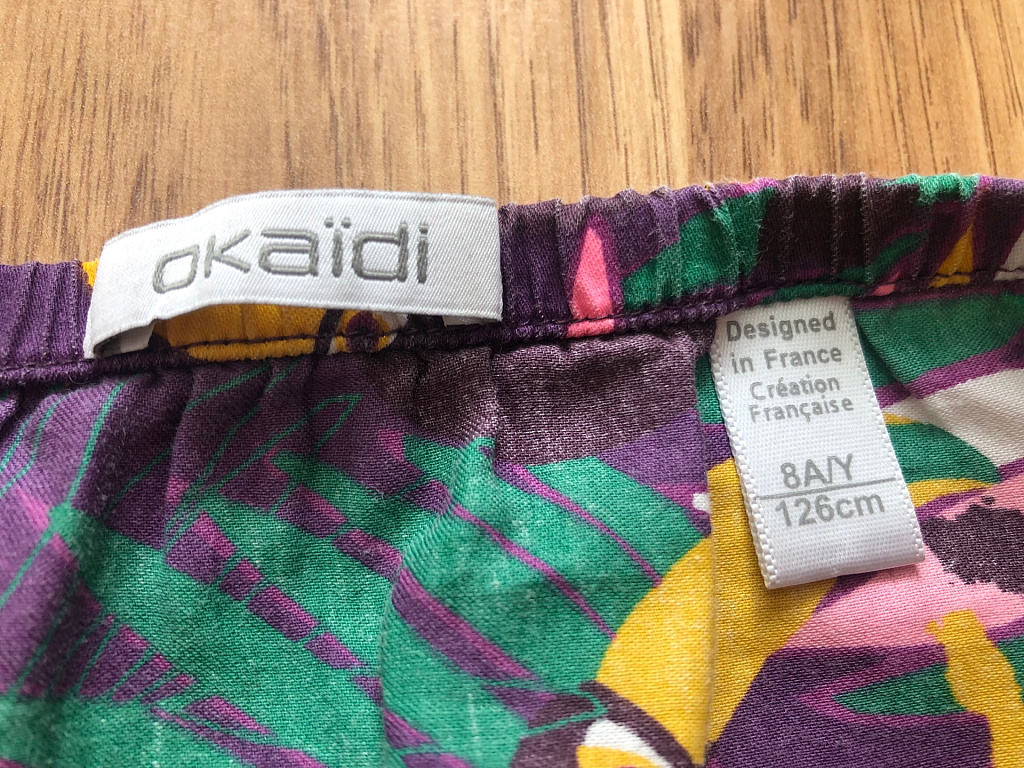 okaïdi
Designed
in France
Création
Française
8A/Y
126cm